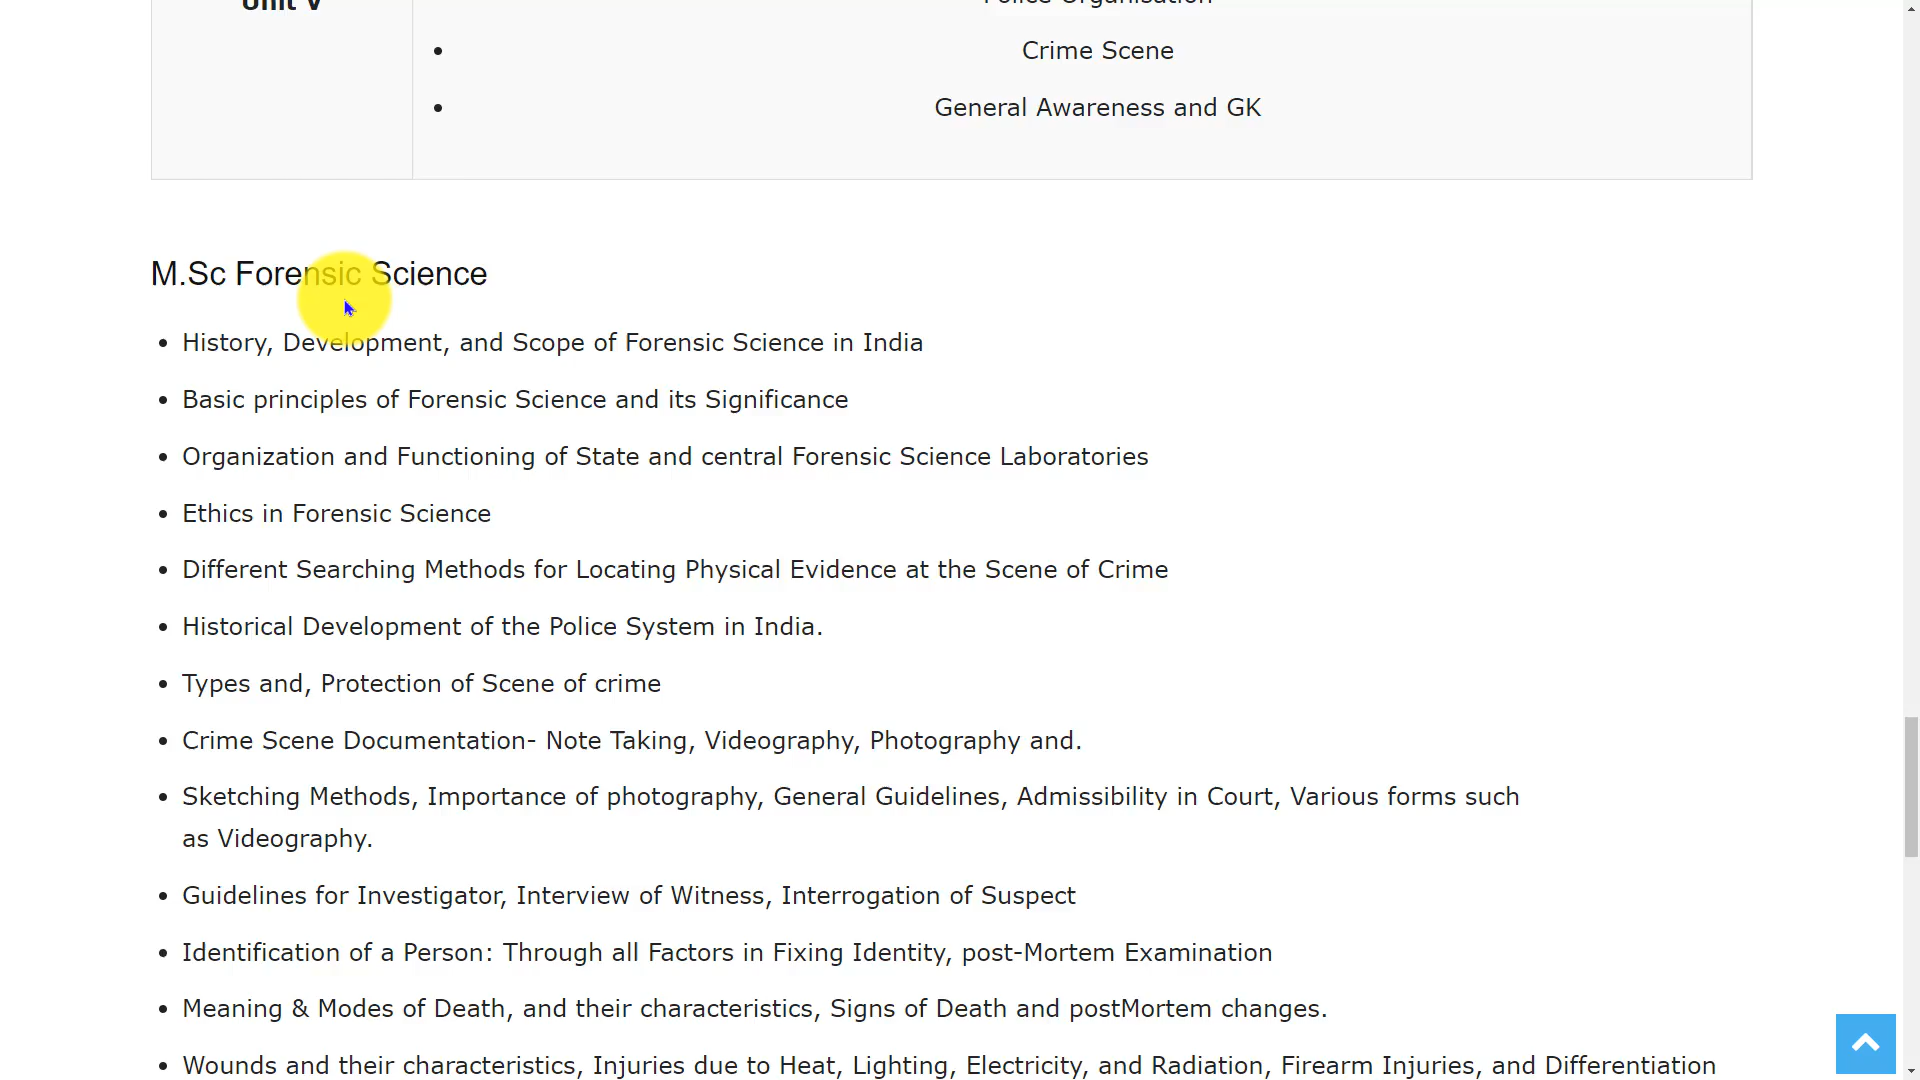 Unit V
Police Organisation
Crime Scene
General Awareness and GK
M.Sc Forensic Science
History, Development, and Scope of Forensic Science in India
Basic principles of Forensic Science and its Significance
Organization and Functioning of State and central Forensic Science Laboratories
Ethics in Forensic Science
Different Searching Methods for Locating Physical Evidence at the Scene of Crime
Historical Development of the Police System in India.
Types and, Protection of Scene of crime
Crime Scene Documentation- Note Taking, Videography, Photography and.
Sketching Methods, Importance of photography, General Guidelines, Admissibility in Court, Various forms such
as Videography.
Guidelines for Investigator, Interview of Witness, Interrogation of Suspect
Identification of a Person: Through all Factors in Fixing Identity, post-Mortem Examination
Meaning & Modes of Death, and their characteristics, Signs of Death and postMortem changes.
Wounds and their characteristics, Injuries due to Heat, Lighting, Electricity, and Radiation, Firearm Injuries, and Differentiation